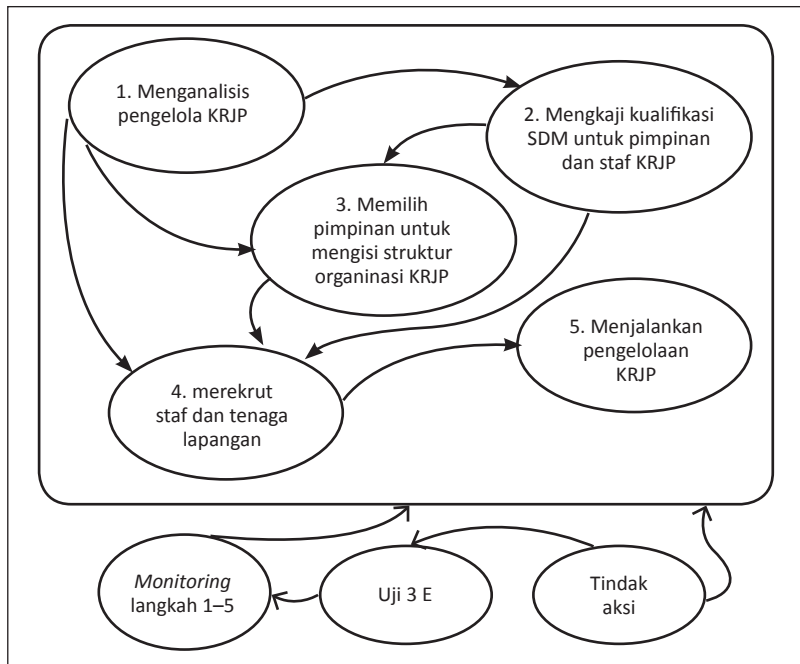 1. Menganalisis
pengelola KRJP
2. Mengkaji kualifikasi
SDM untuk pimpinan
dan staf KRJP
3. Memilih
pimpinan untuk
mengisi struktur
organinasi KRJP
5. Menjalankan
pengelolaan
KRJP
4. merekrut
staf dan tenaga
lapangan
Monitoring
langkah 1–5
Uji 3 E
Tindak
aksi